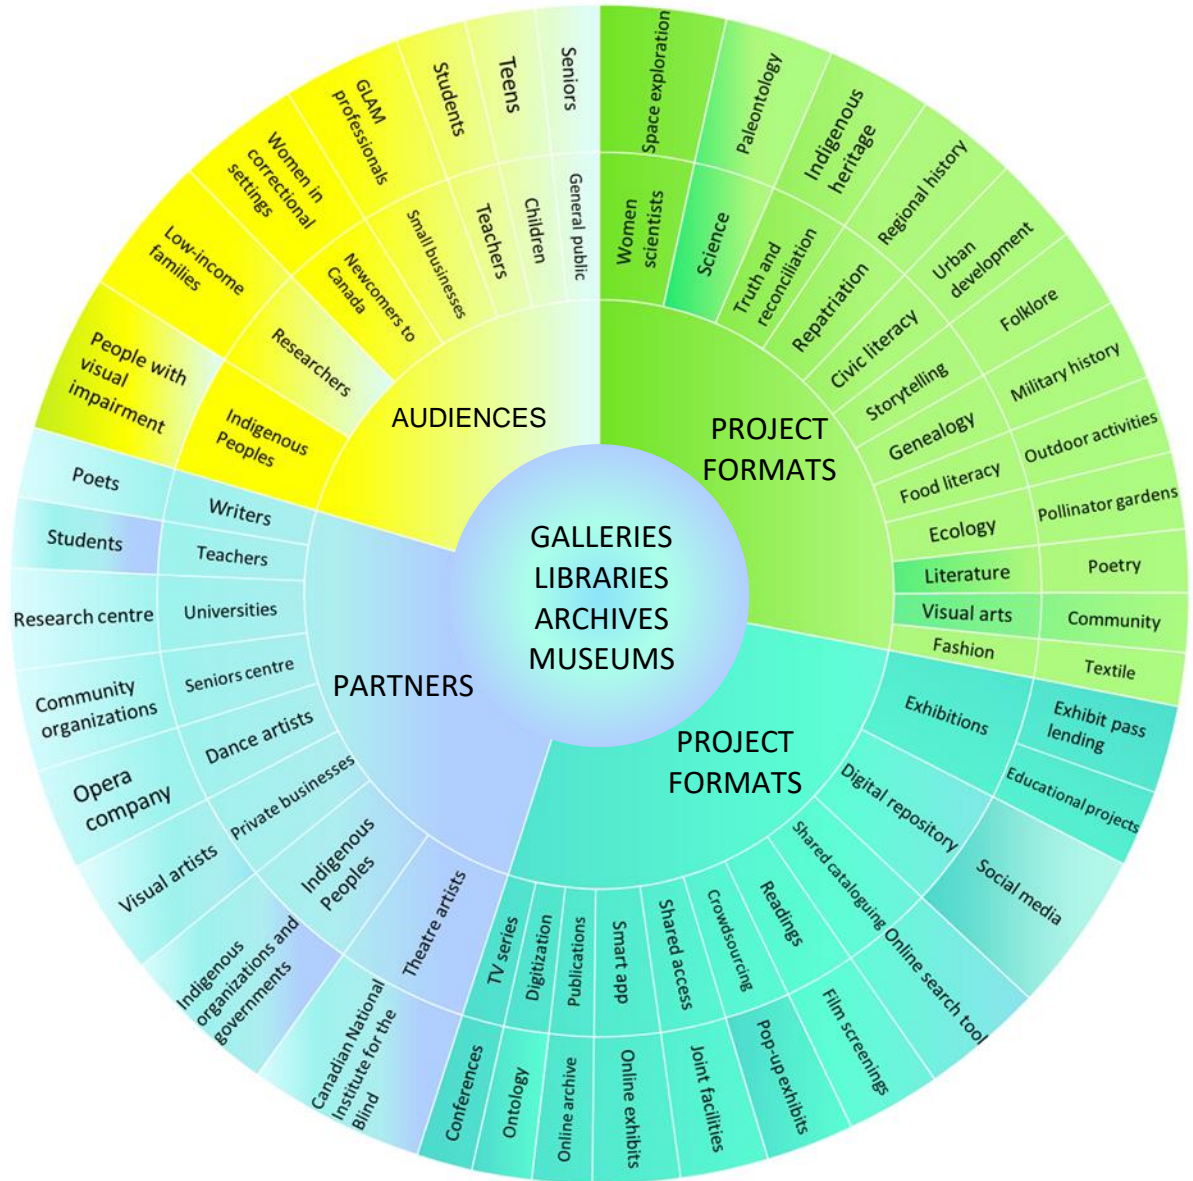 GALLERIES
LIBRARIES
ARCHIVES
MUSEUMS
AUDIENCES
People with
visual
impairment
Low-income
families
Women in
correctional
settings
GLAM
professionals
Students
Teens
Seniors
Indigenous
Peoples
Researchers
Newcomers to
Canada
Small businesses
Teachers
Children
General public
PROJECT
FORMATS
Space exploration
Paleontology
Indigenous
heritage
Regional history
Urban
development
Folklore
Military history
Outdoor activities
Pollinator gardens
Poetry
Community
Textile
Women
scientists
Science
Truth and
reconciliation
Repatriation
Civic literacy
Storytelling
Genealogy
Food literacy
Ecology
Literature
Visual arts
Fashion
PROJECT
FORMATS
Exhibitions
Digital repository
Shared cataloguing
Readings
Crowdsourcing
Shared access
Smart app
Publications
Digitization
TV series
Exhibit pass
lending
Educational projects
Social media
Online search tool
Film screenings
Pop-up exhibits
Joint facilities
Online exhibits
Online archive
Ontology
Conferences
PARTNERS
Writers
Teachers
Universities
Seniors centre
Dance artists
Private businesses
Indigenous
Peoples
Theatre artists
Poets
Students
Research centre
Community
organizations
Opera
company
Visual artists
Indigenous
organizations and
governments
Canadian National
Institute for the
Blind